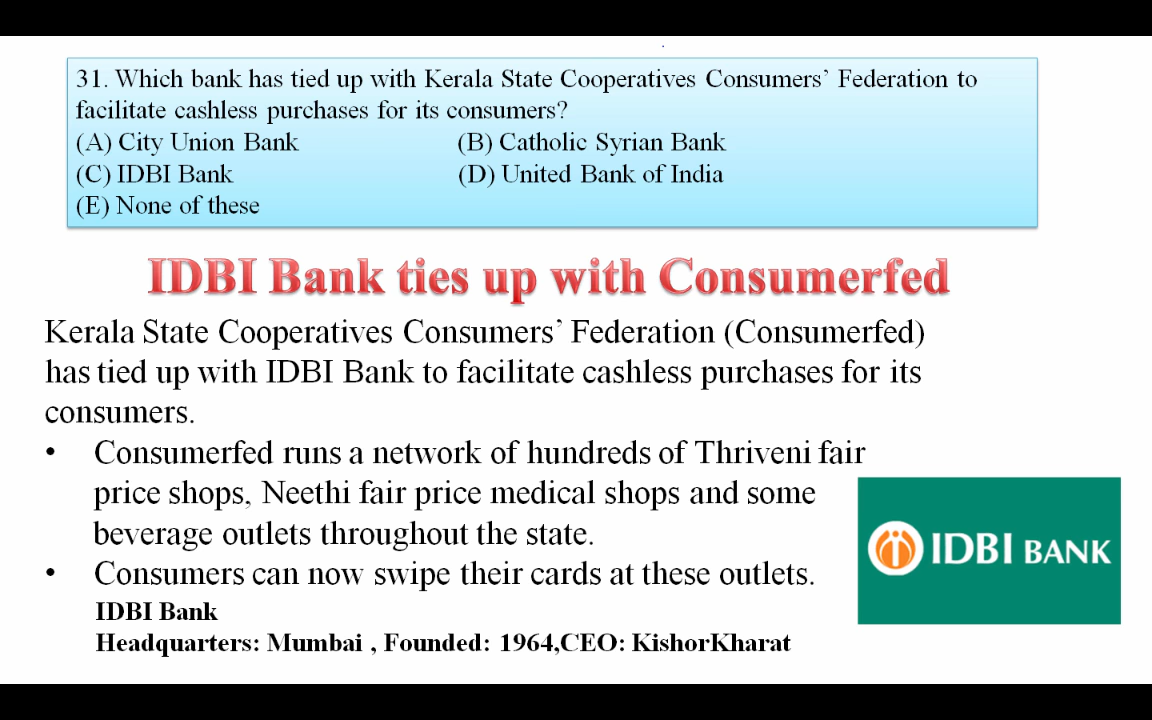 31. Which bank has tied up with Kerala State Cooperatives Consumers’ Federation to
facilitate cashless purchases for its consumers?
(A) City Union Bank (B) Catholic Syrian Bank
(C) IDBI Bank (D) United Bank of India
(E) None of these
IDBI Bank ties up with Consumerfed
Kerala State Cooperatives Consumers’ Federation (Consumerfed)
has tied up with IDBI Bank to facilitate cashless purchases for its
consumers.
• Consumerfed runs a network of hundreds of Thriveni fair
price shops, Neethi fair price medical shops and some
beverage outlets throughout the state.
• Consumers can now swipe their cards at these outlets.
IDBI BANK
IDBI Bank
Headquarters: Mumbai , Founded: 1964,CEO: KishorKharat